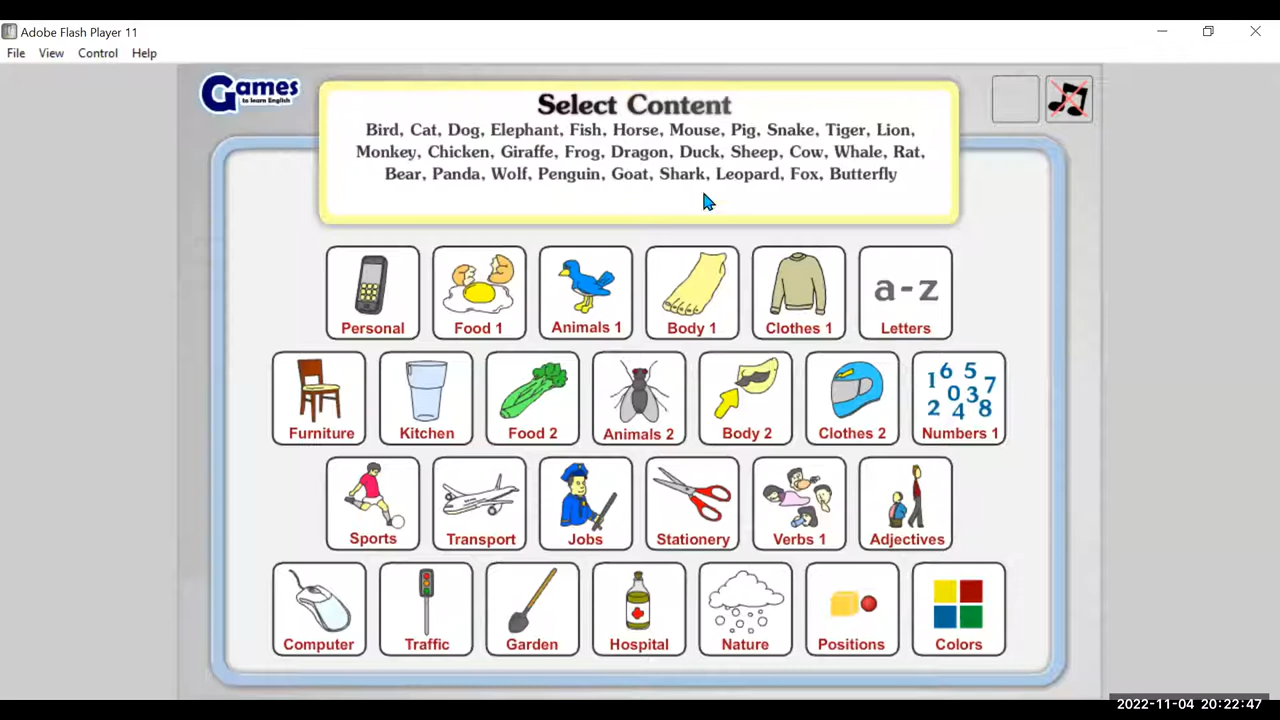 Adobe Flash Player 11
File View Control Help
Games
to learn English
Select Content
Bird, Cat, Dog, Elephant, Fish, Horse, Mouse, Pig, Snake, Tiger, Lion,
Monkey, Chicken, Giraffe, Frog, Dragon, Duck, Sheep, Cow, Whale, Rat,
Bear, Panda, Wolf, Penguin, Goat, Shark, Leopard, Fox, Butterfly
a-z
Personal Food 1 Animals 1 Body 1 Clothes 1 Letters
1 6 5 7
0 3
2 4 8
Furniture Kitchen Food 2 Animals 2 Body 2 Clothes 2 Numbers 1
Sports Transport Jobs Stationery Verbs 1 Adjectives
Computer Traffic Garden Hospital Nature Positions Colors
2022-11-04 20:22:47